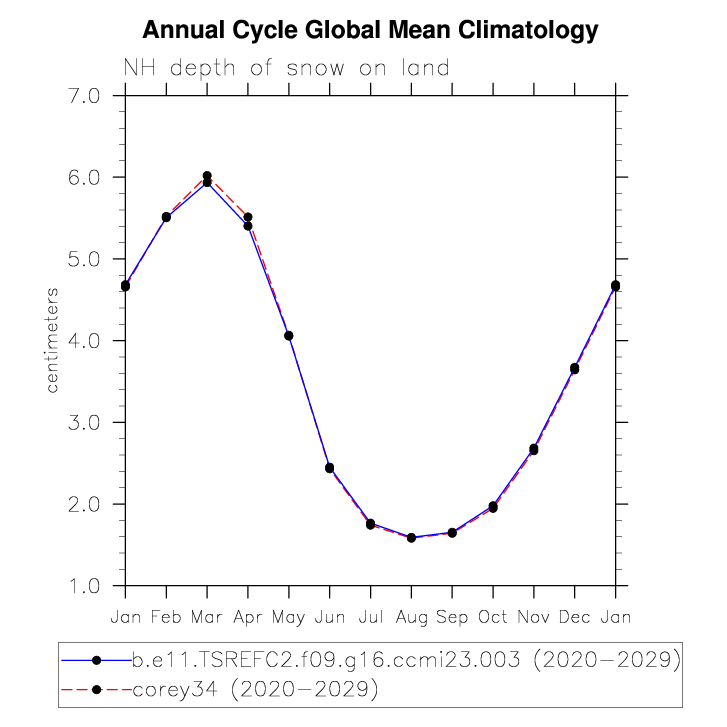 Annual Cycle Global Mean Climatology
NH depth of snow on land
7.0
6.0
5.0
4.0
3.0
2.0
1.0
centimeters
Jan Feb Mar Apr May Jun Jul Aug Sep Oct Nov Dec Jan
b.e11.TSREFC2.f09.g16.ccmi23.003 (2020-2029)
corey34 (2020-2029)